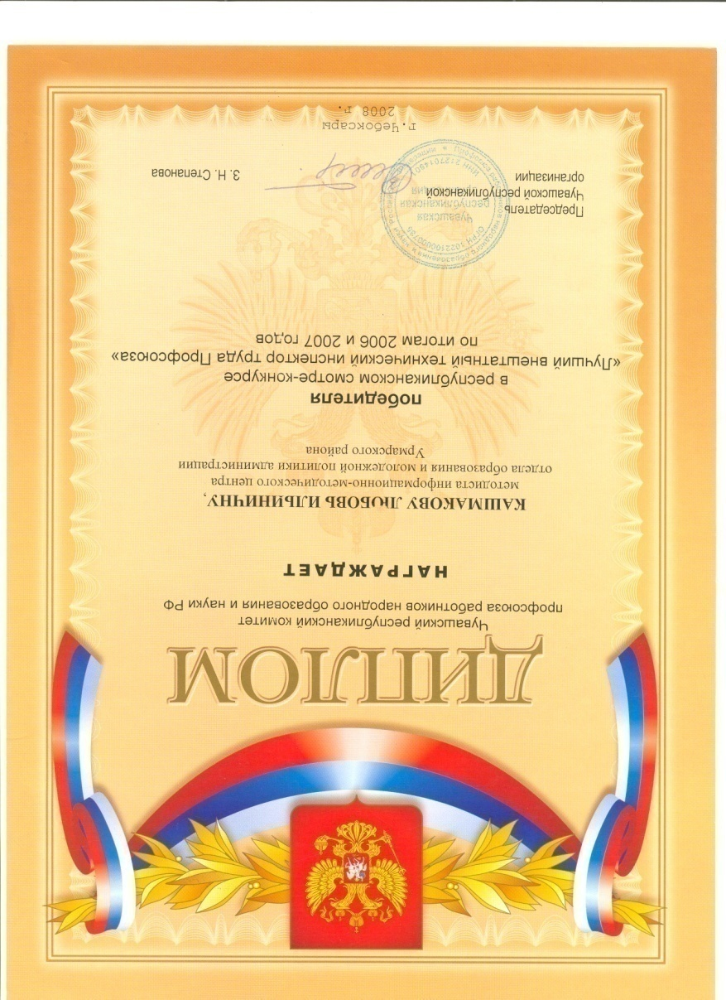 ДИПЛОМ
Чувашский республиканский комитет
профсоюза работников народного образования и науки РФ
НАГРАЖДАЕТ
КАШМАКОВУ ЛЮБОВЬ ИЛЬИНИЧНУ,
методиста информационно-методического центра
отдела образования и молодежной политики администрации
Урмарского района
победителя
в республиканском смотре-конкурсе
«Лучший внештатный технический инспектор труда Профсоюза»
по итогам 2006 и 2007 годов
Председатель
Чувашской республиканской
организации
З. Н. Степанова
Чувашская
республиканская
г.Чебоксары
2008 г.